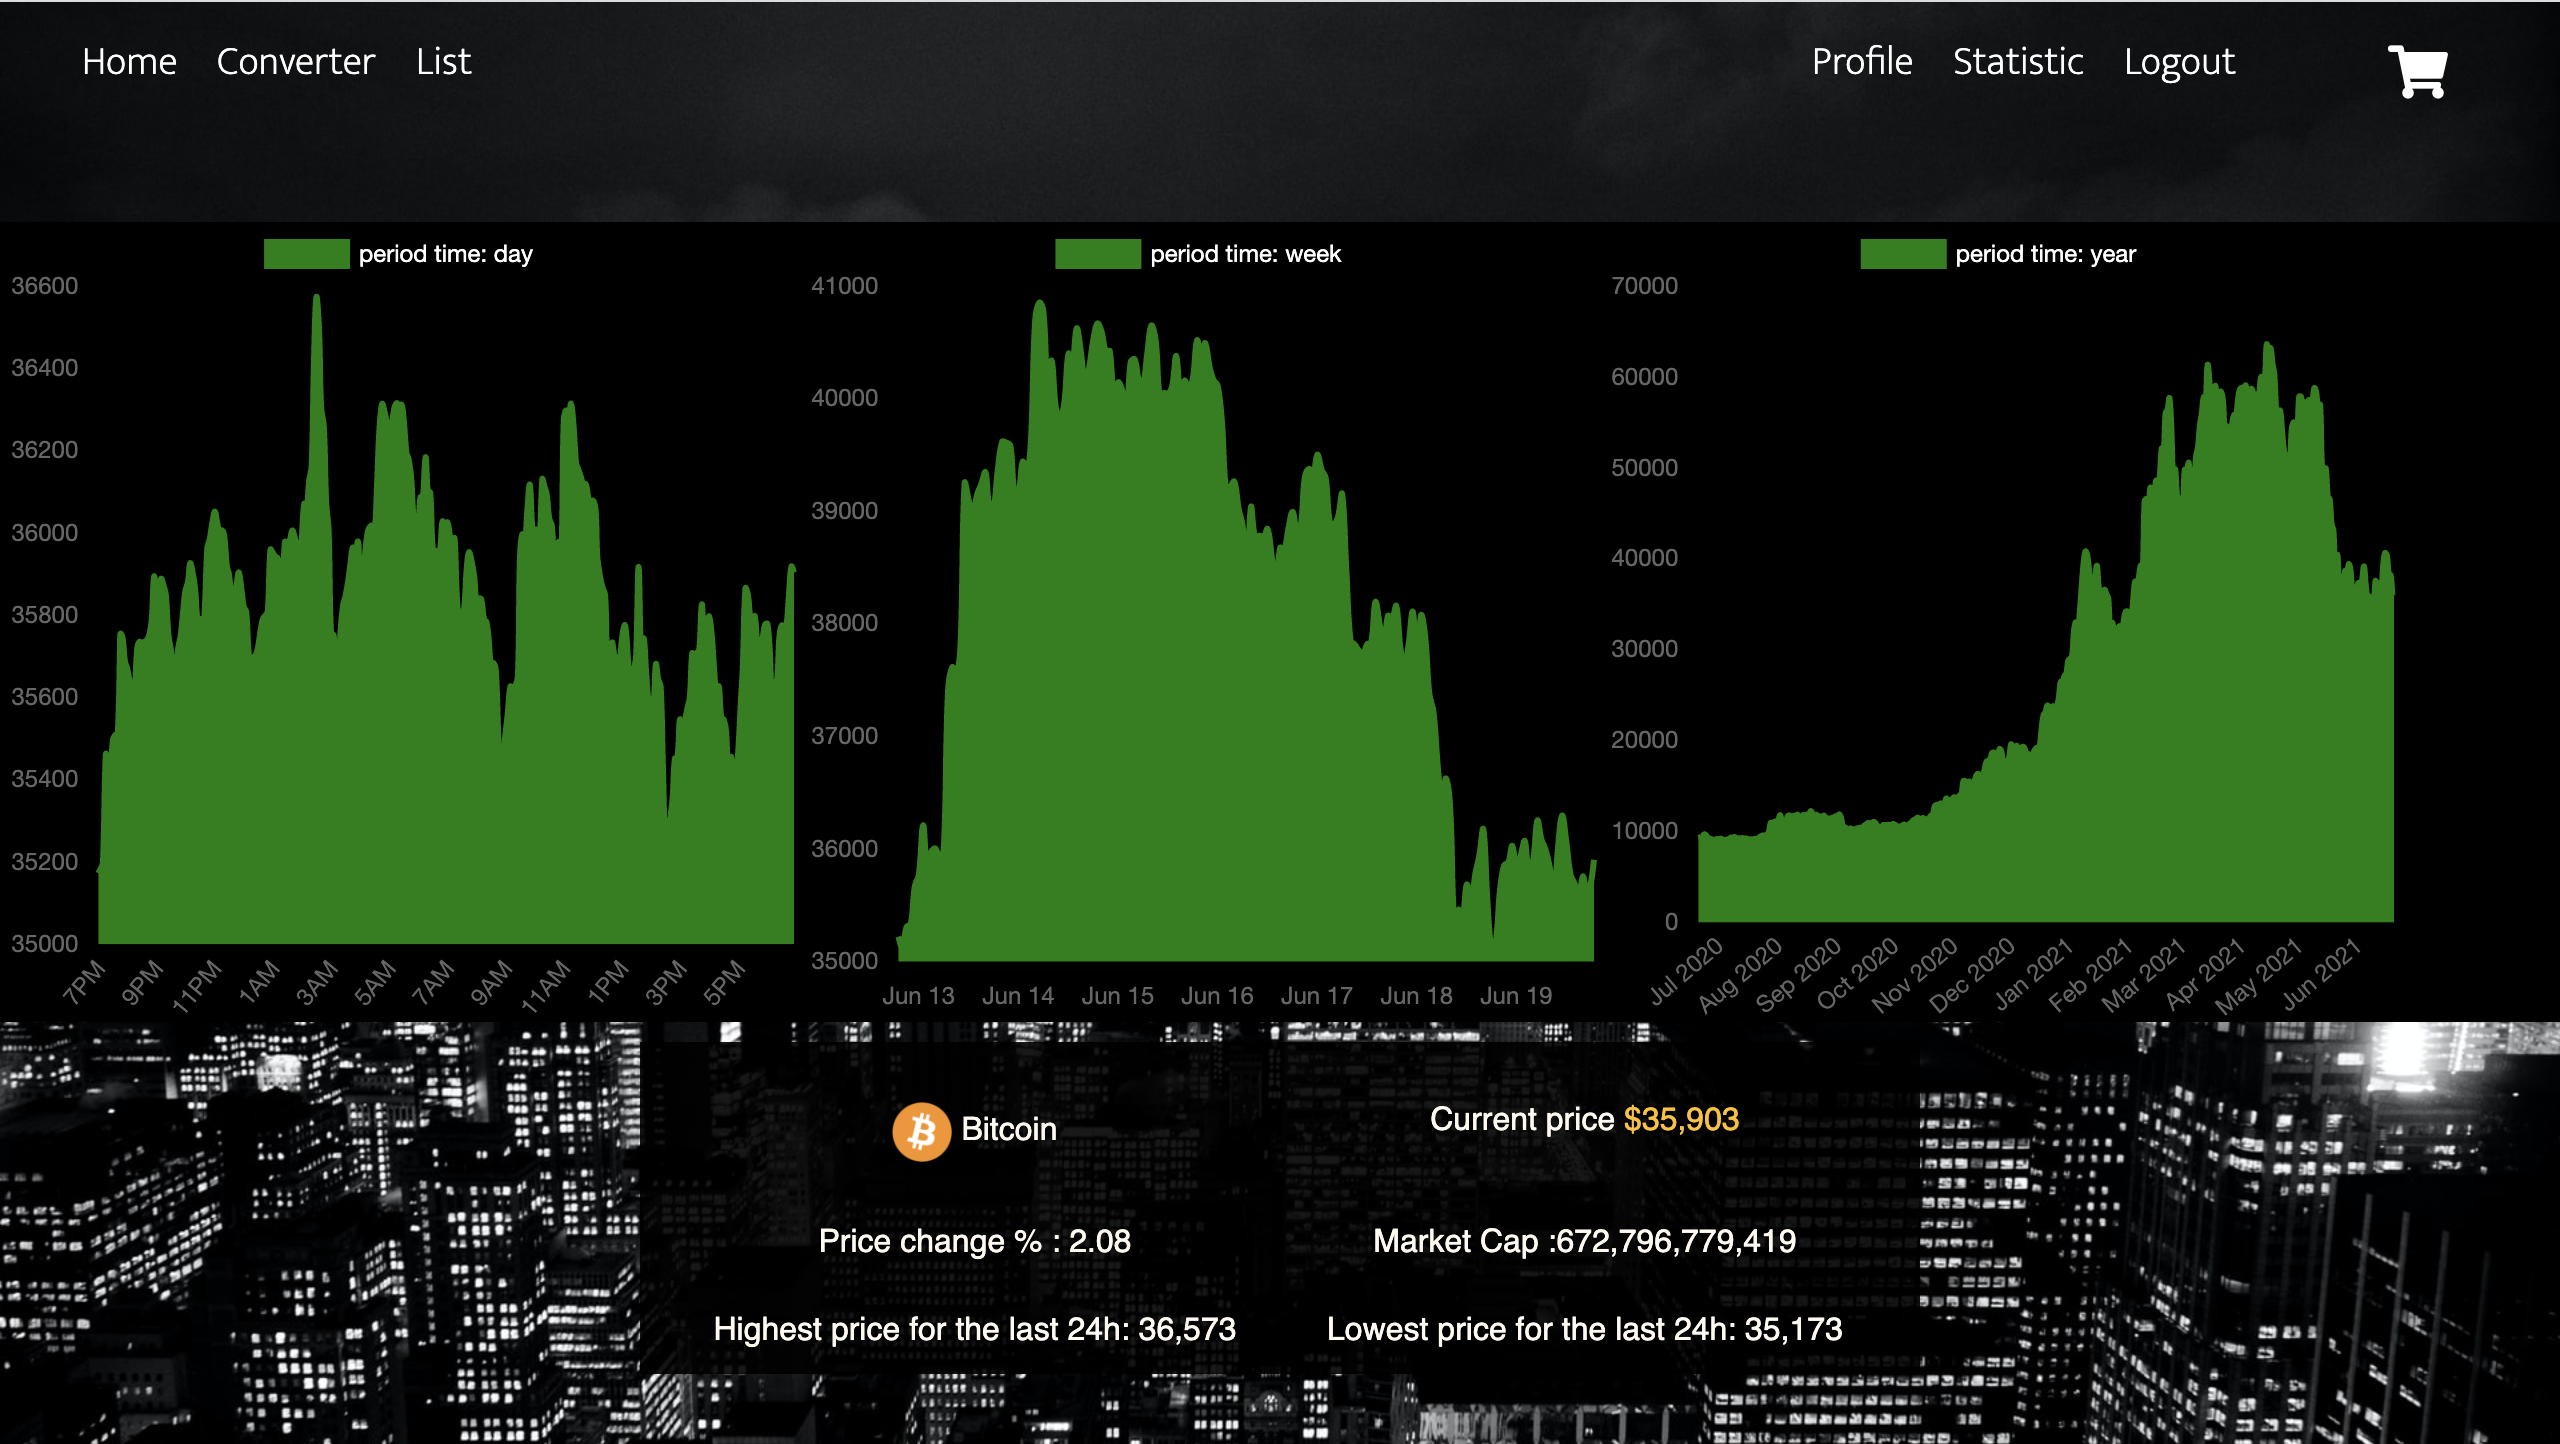 Home Converter List Profile Statistic Logout
period time: day
36600
36400
36200
36000
35800
35600
35400
35200
35000
7PM 9PM 11PM 1AM 3AM 5AM 7AM 9AM 11AM 1PM 3PM 5PM
period time: week
41000
40000
39000
38000
37000
36000
35000
Jun 13 Jun 14 Jun 15 Jun 16 Jun 17 Jun 18 Jun 19
period time: year
70000
60000
50000
40000
30000
20000
10000
0
Jul 2020 Aug 2020 Sep 2020 Oct 2020 Nov 2020 Dec 2020 Jan 2021 Feb 2021 Mar 2021 Apr 2021 May 2021 Jun 2021
Bitcoin
Current price $35,903
Price change % : 2.08
Market Cap :672,796,779,419
Highest price for the last 24h: 36,573
Lowest price for the last 24h: 35,173